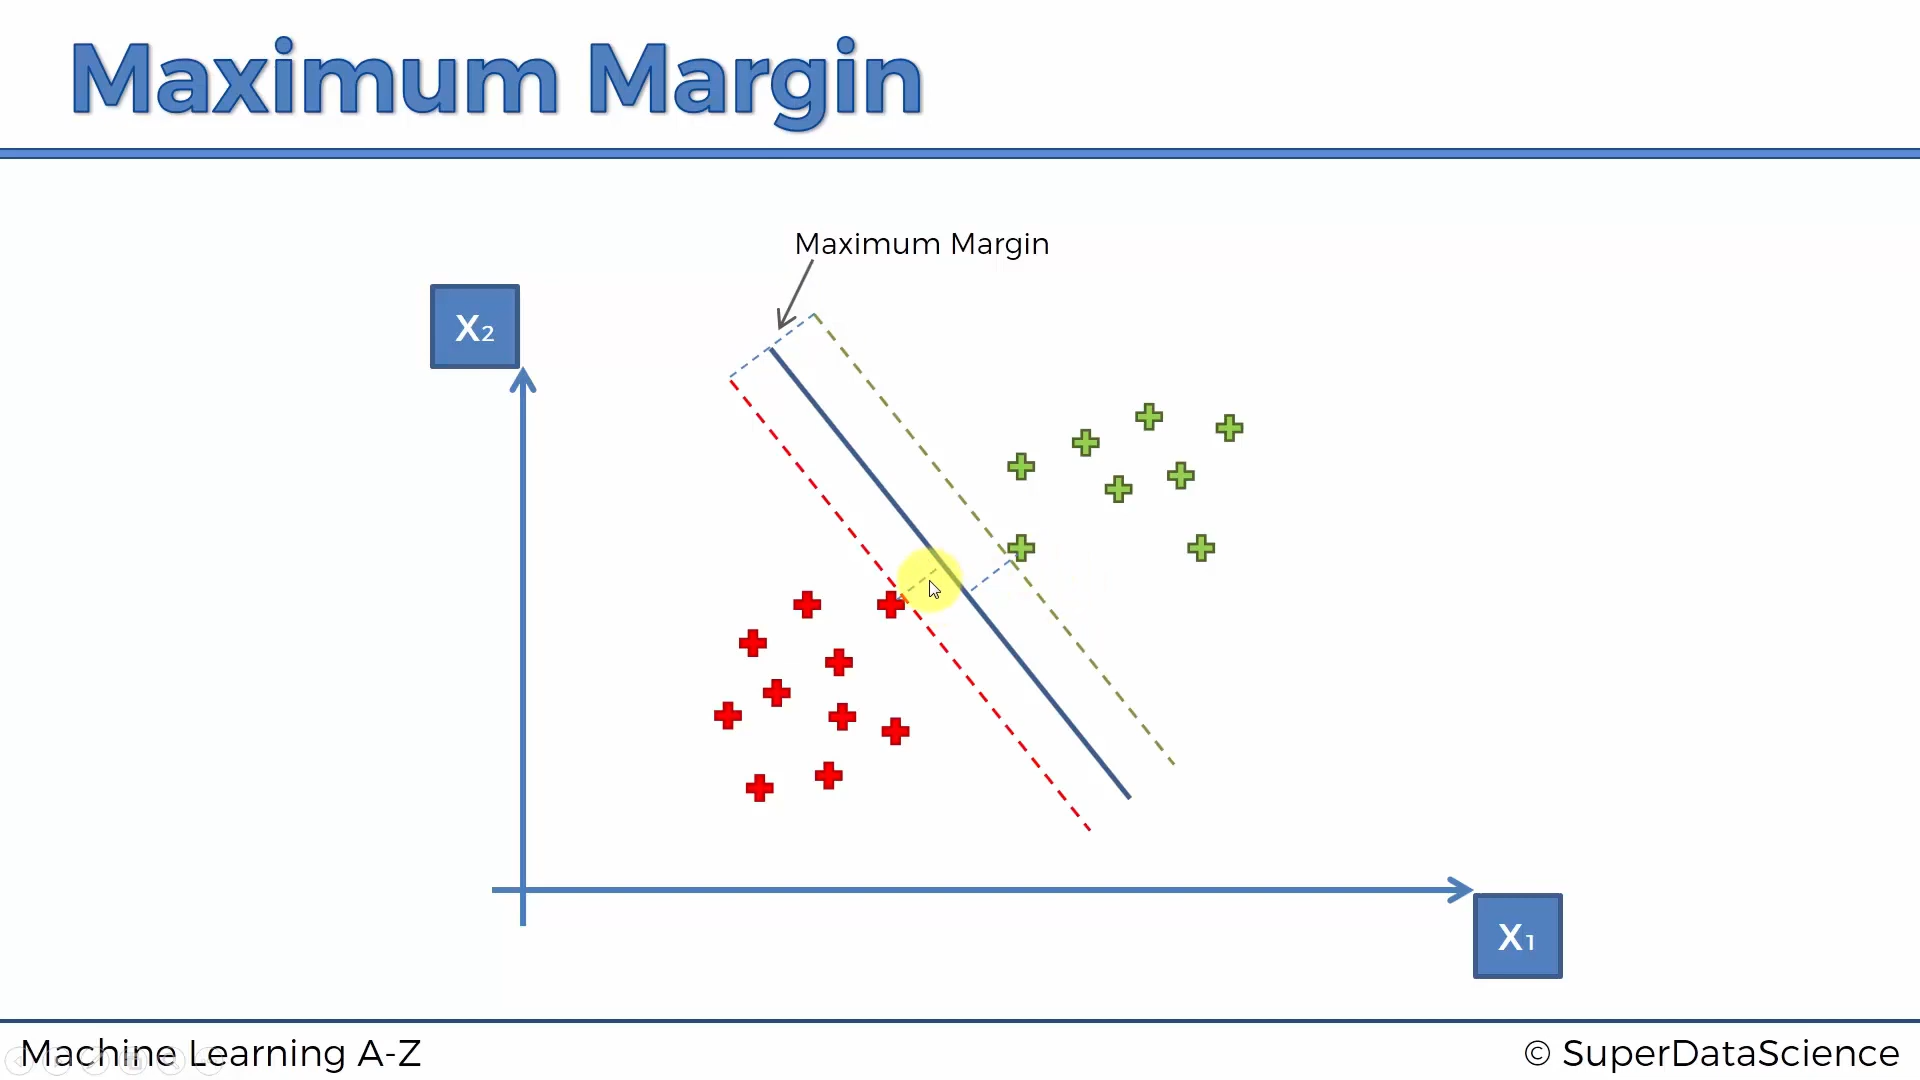 Maximum Margin
Maximum Margin
X₂
X₁
Machine Learning A-Z
© SuperDataScience